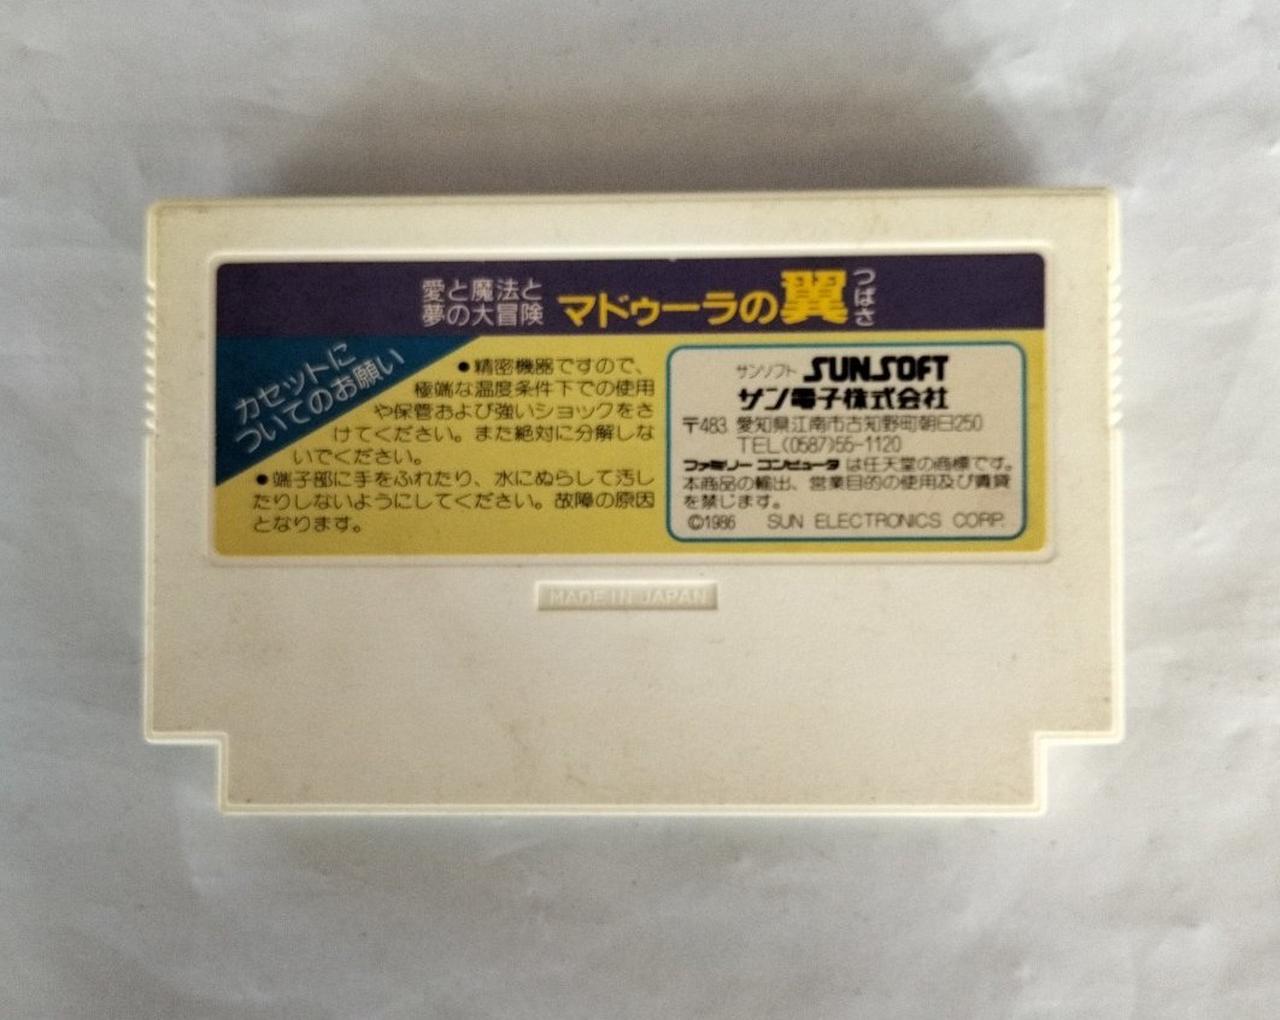 愛と魔法と
夢の大冒険
マドゥーラの翼
つばさ
カセットに
ついてのお願い
●精密機器ですので、
極端な温度条件下での使用
や保管および強いショックをさ
けてください。また絶対に分解しな
いでください。
●端子部に手をふれたり、水にぬらして汚し
たりしないようにしてください。故障の原因
となります。
サンソフト SUNSOFT
サン電子株式会社
〒483 愛知県江南市古知野町朝日250
TEL(0587)55-1120
ファミリーコンピュータは任天堂の商標です。
本商品の輸出、営業目的の使用及び賃貸
を禁じます。
©1986 SUN ELECTRONICS CORP.
MADE IN JAPAN